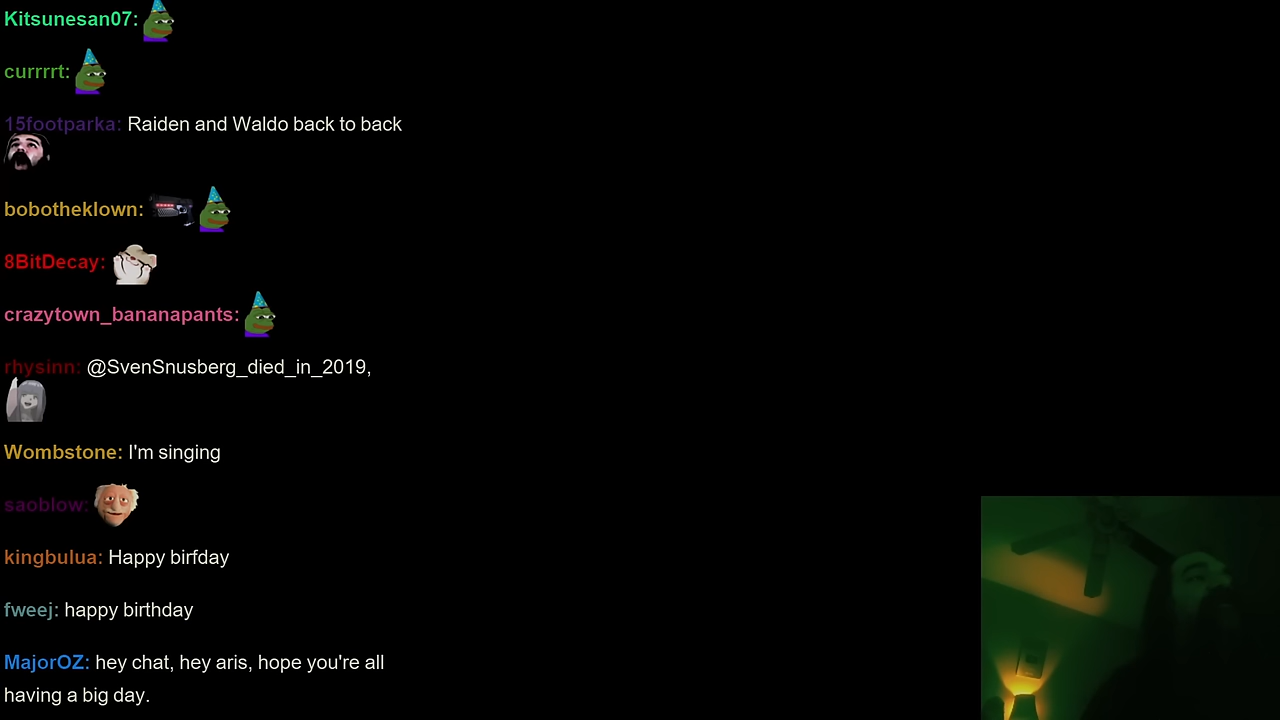 Kitsunesan07:
currrrt:
15footparka: Raiden and Waldo back to back
bobotheklown:
8BitDecay:
crazytown_bananapants:
rhysinn: @SvenSnusberg_died_in_2019,
Wombstone: I'm singing
saoblow:
kingbulua: Happy birfday
fweej: happy birthday
MajorOZ: hey chat, hey aris, hope you're all
having a big day.